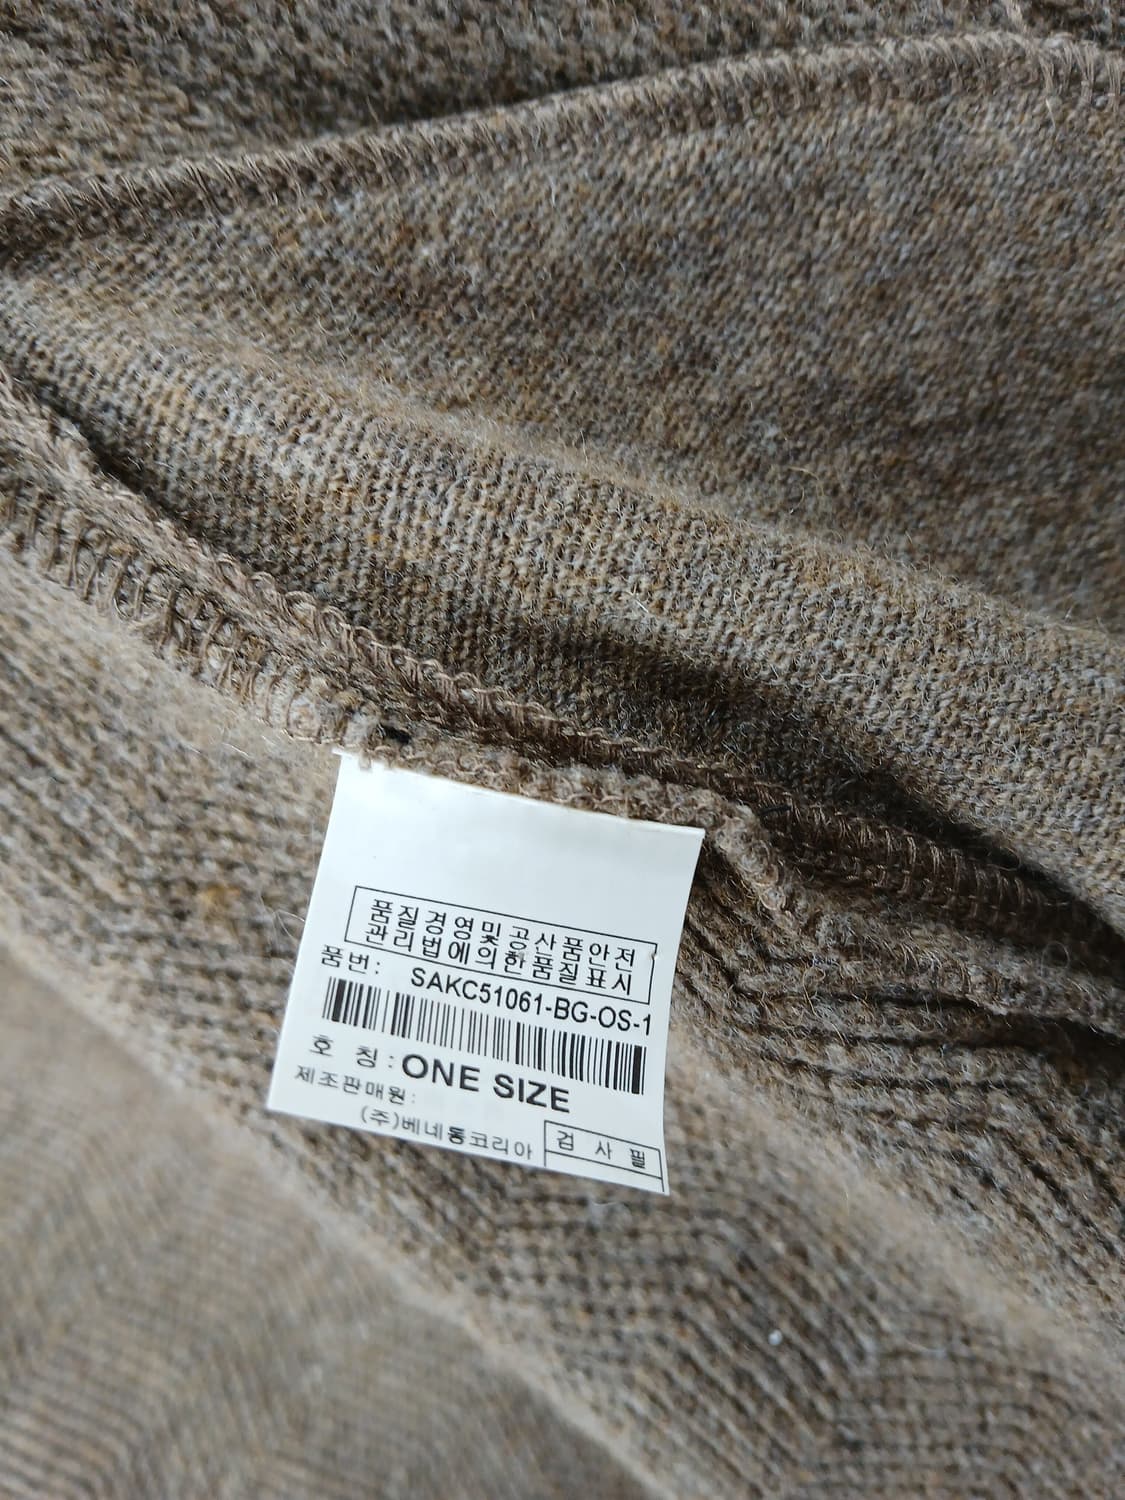 품질경영및공산품안전
관리법에의한품질표시
품번: SAKC51061-BG-OS-1
호 칭: ONE SIZE
제조판매원:
(주)베네통코리아
검 사 필